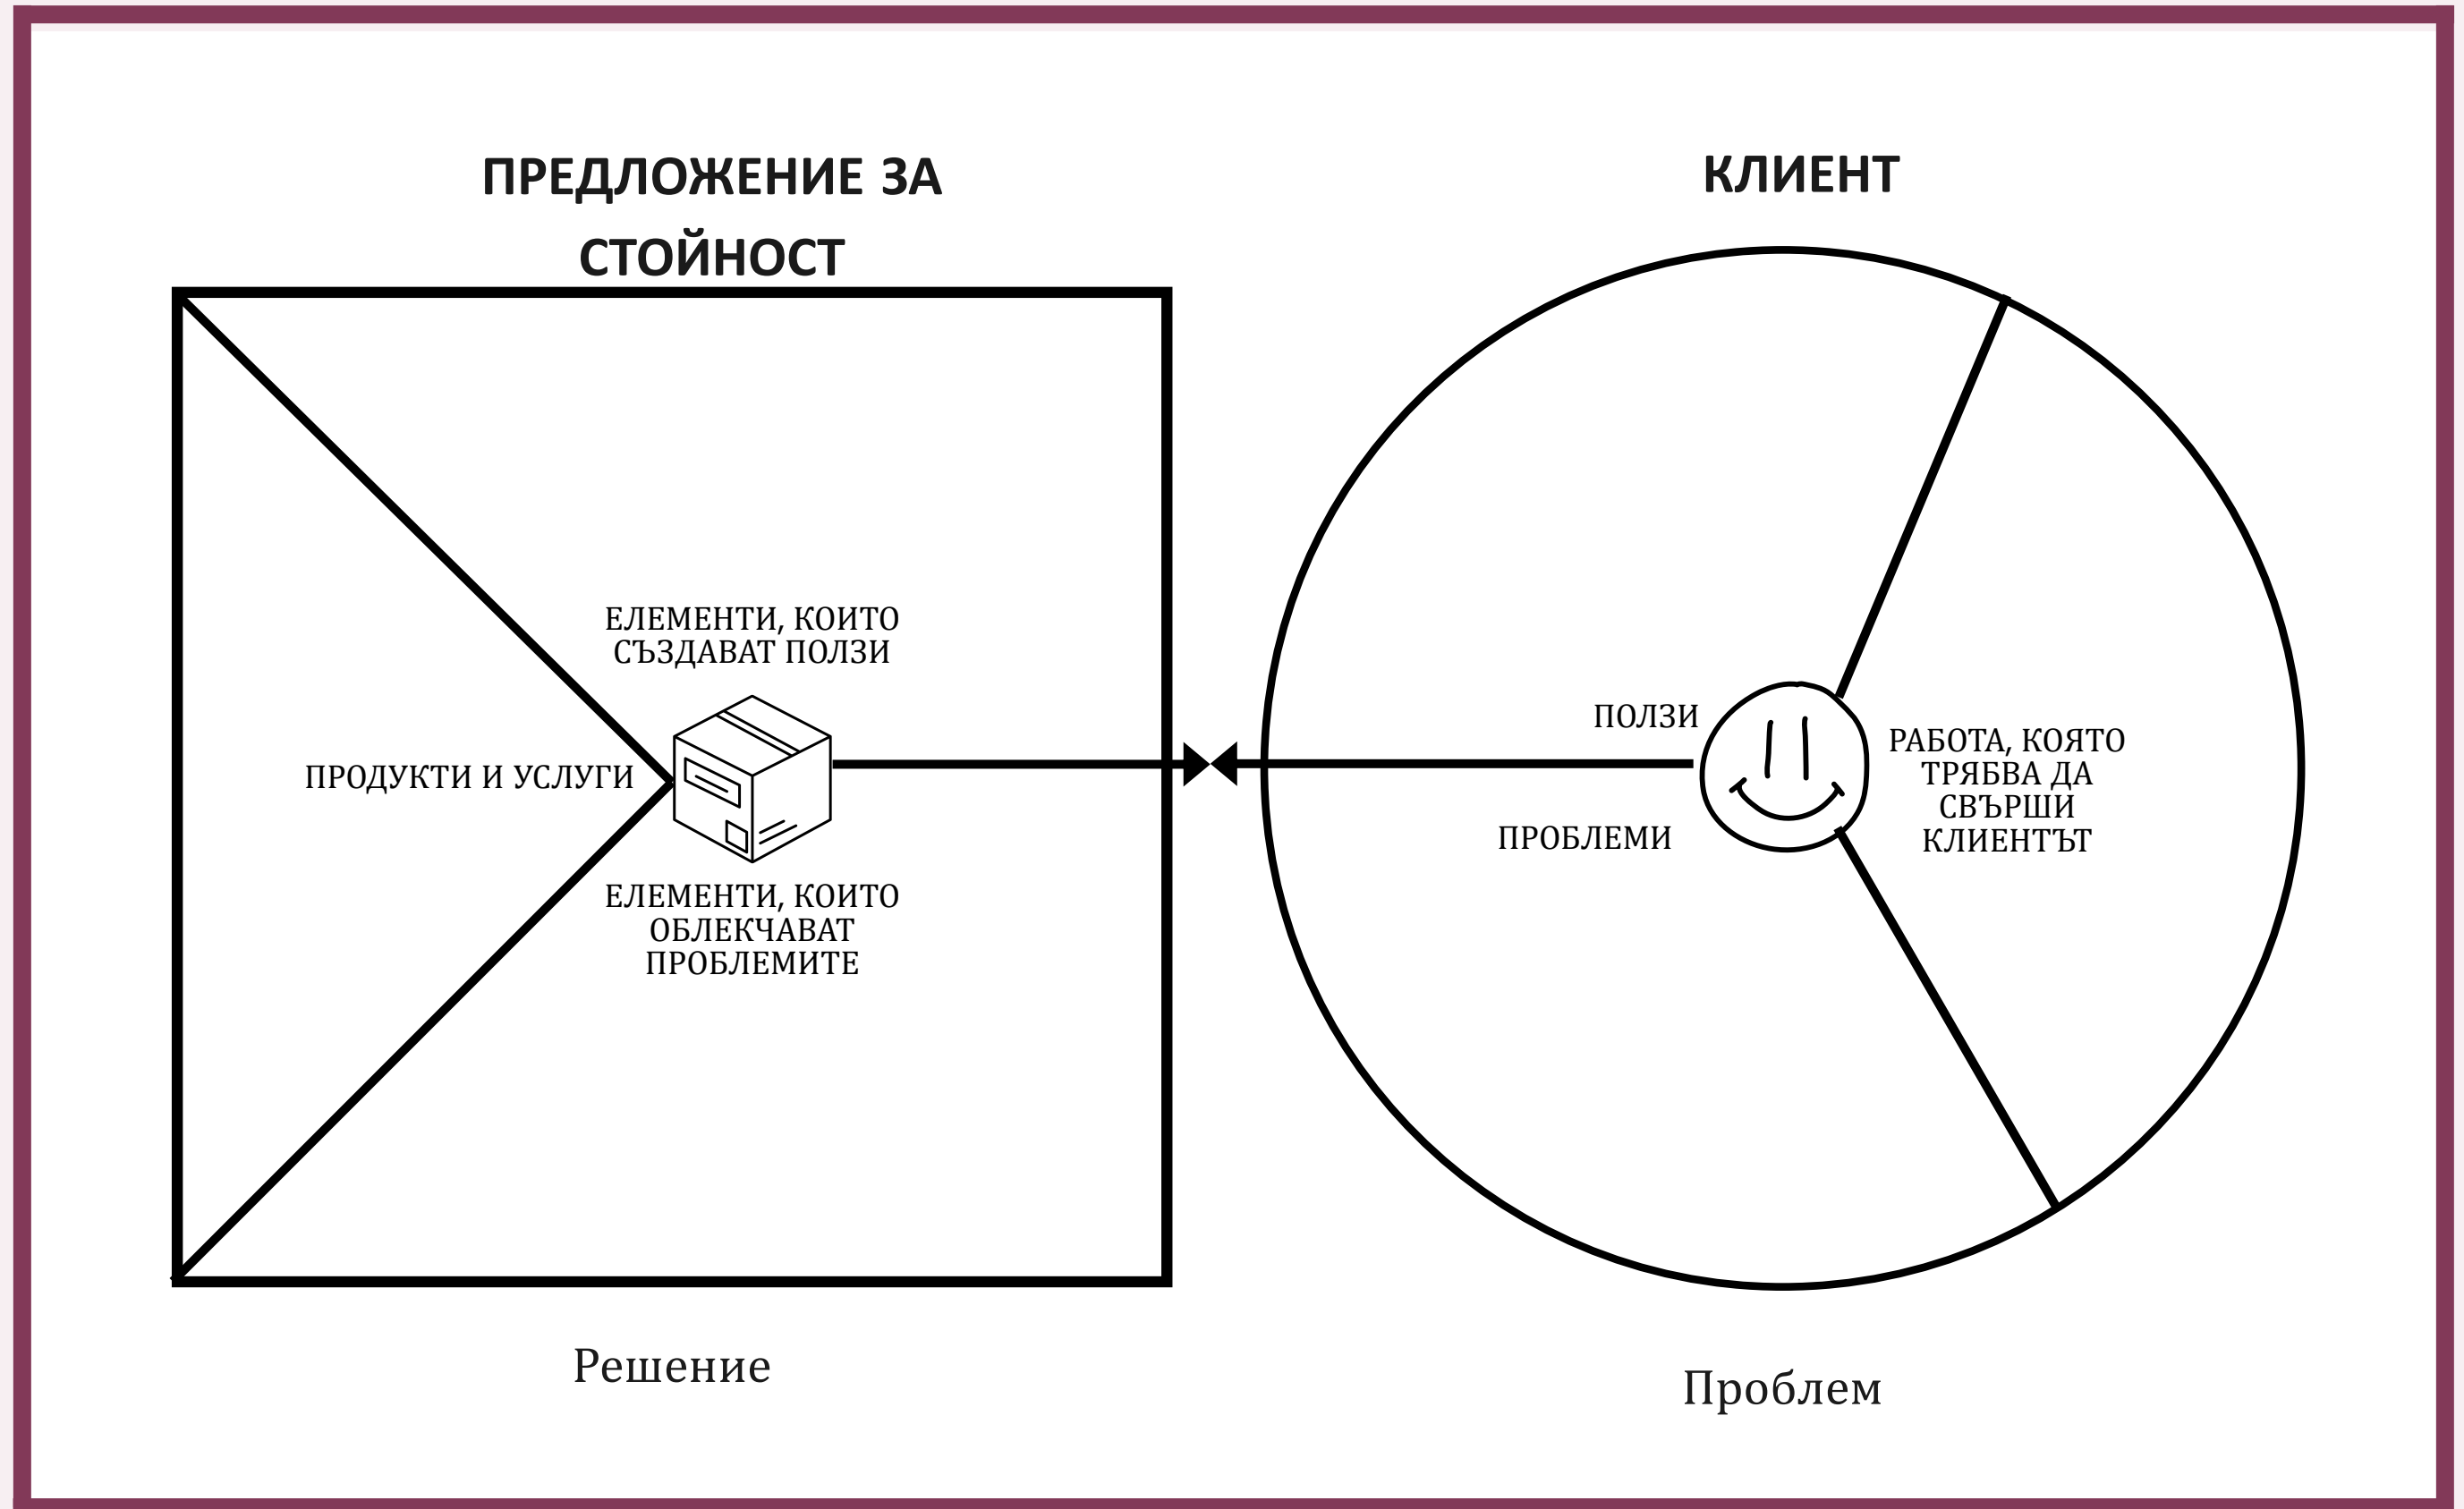 ПРЕДЛОЖЕНИЕ ЗА
СТОЙНОСТ
КЛИЕНТ
ЕЛЕМЕНТИ, КОИТО
СЪЗДАВАТ ПОЛЗИ
ПРОДУКТИ И УСЛУГИ
ЕЛЕМЕНТИ, КОИТО
ОБЛЕКЧАВАТ
ПРОБЛЕМИТЕ
ПОЛЗИ
ПРОБЛЕМИ
РАБОТА, КОЯТО
ТРЯБВА ДА
СВЪРШИ
КЛИЕНТЪТ
Решение
Проблем